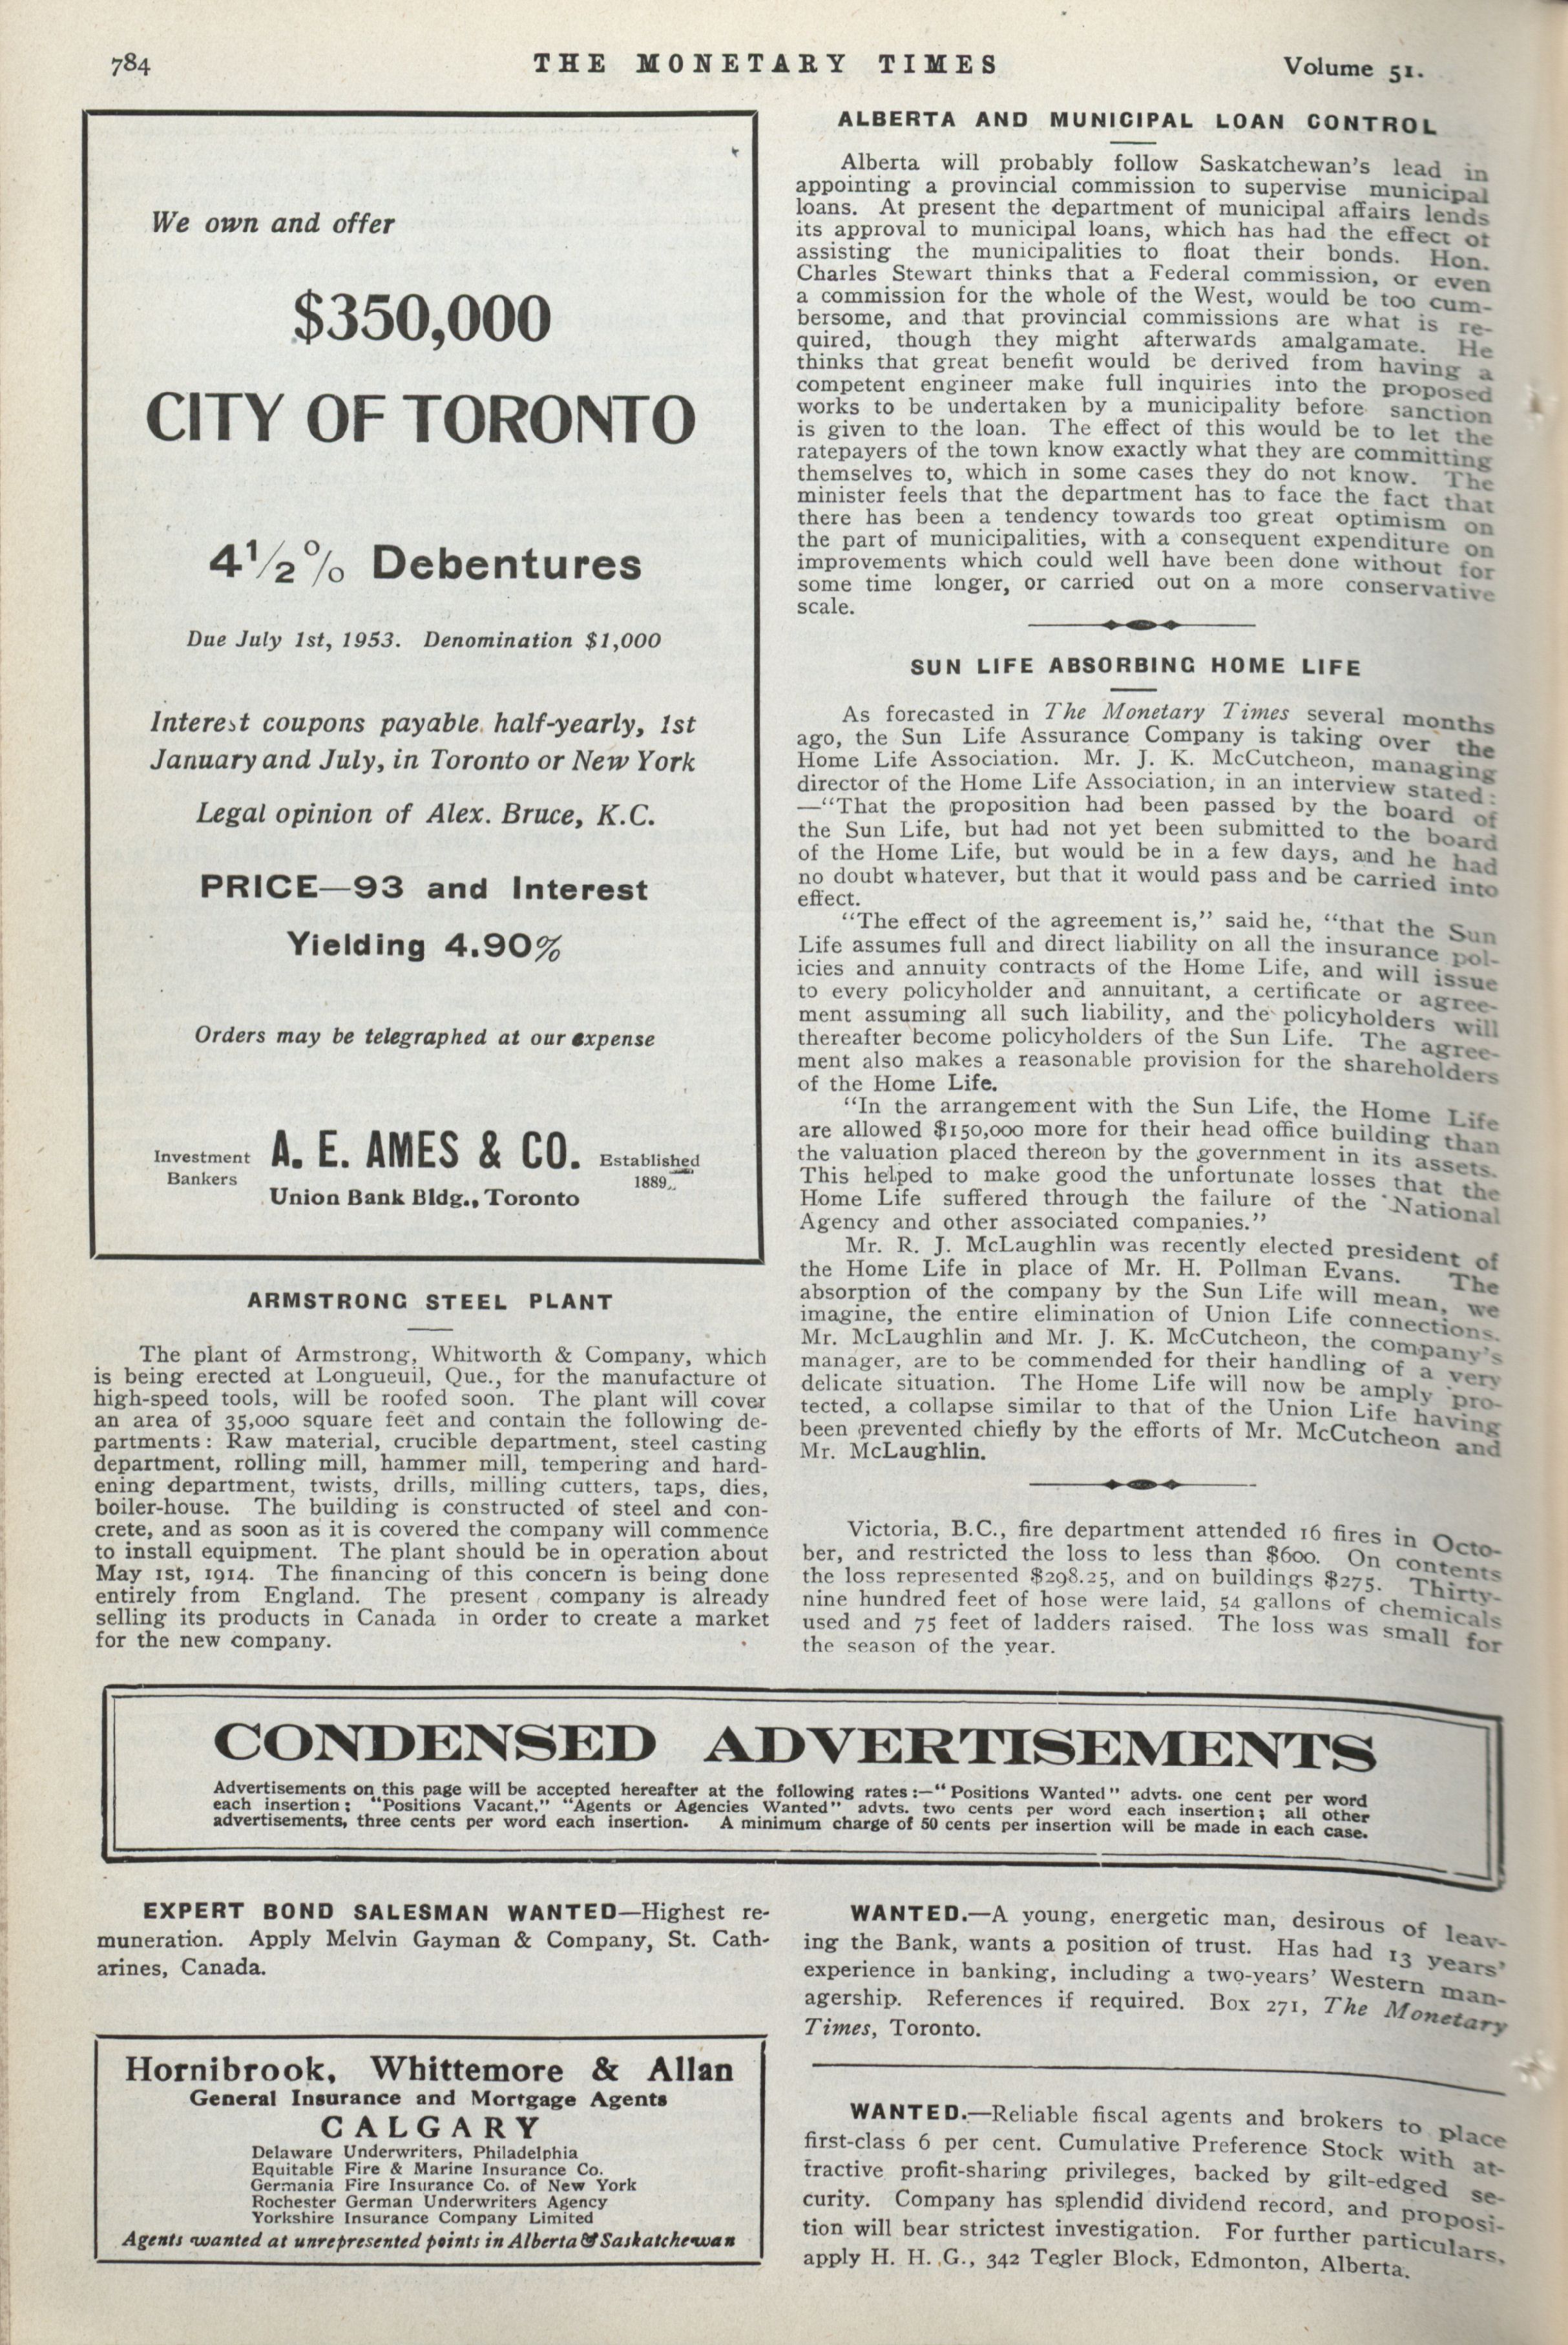 784
THE MONETARY TIMES
Volume 51.
We own and offer
$350,000
CITY OF TORONTO
4½% Debentures
Due July 1st, 1953. Denomination $1,000
Interest coupons payable half-yearly, 1st
January and July, in Toronto or New York
Legal opinion of Alex. Bruce, K.C.
PRICE—93 and Interest
Yielding 4.90%
Orders may be telegraphed at our expense
Investment
Bankers
A. E. AMES & CO.
Established
1889
Union Bank Bldg., Toronto
ARMSTRONG STEEL PLANT
The plant of Armstrong, Whitworth & Company, which
is being erected at Longueuil, Que., for the manufacture of
high-speed tools, will be roofed soon. The plant will cover
an area of 35,000 square feet and contain the following de-
partments: Raw material, crucible department, steel casting
department, rolling mill, hammer mill, tempering and hard-
ening department, twists, drills, milling cutters, taps, dies,
boiler-house. The building is constructed of steel and con-
crete, and as soon as it is covered the company will commence
to install equipment. The plant should be in operation about
May 1st, 1914. The financing of this concern is being done
entirely from England. The present company is already
selling its products in Canada in order to create a market
for the new company.
ALBERTA AND MUNICIPAL LOAN CONTROL
Alberta will probably follow Saskatchewan's lead in
appointing a provincial commission to supervise municipal
loans. At present the department of municipal affairs lends
its approval to municipal loans, which has had the effect of
assisting the municipalities to float their bonds. Hon.
Charles Stewart thinks that a Federal commission, or even
a commission for the whole of the West, would be too cum-
bersome, and that provincial commissions are what is re-
quired, though they might afterwards amalgamate. He
thinks that great benefit would be derived from having a
competent engineer make full inquiries into the proposed
works to be undertaken by a municipality before sanction
is given to the loan. The effect of this would be to let the
ratepayers of the town know exactly what they are committing
themselves to, which in some cases they do not know. The
minister feels that the department has to face the fact that
there has been a tendency towards too great optimism on
the part of municipalities, with a consequent expenditure on
improvements which could well have been done without for
some time longer, or carried out on a more conservative
scale.
SUN LIFE ABSORBING HOME LIFE
As forecasted in The Monetary Times several months
ago, the Sun Life Assurance Company is taking over the
Home Life Association. Mr. J. K. McCutcheon, managing
director of the Home Life Association, in an interview stated:
—“That the proposition had been passed by the board of
the Sun Life, but had not yet been submitted to the board
of the Home Life, but would be in a few days, and he had
no doubt whatever, but that it would pass and be carried into
effect.
“The effect of the agreement is,” said he, “that the Sun
Life assumes full and direct liability on all the insurance pol-
icies and annuity contracts of the Home Life, and will issue
to every policyholder and annuitant, a certificate or agree-
ment assuming all such liability, and the policyholders will
thereafter become policyholders of the Sun Life. The agree-
ment also makes a reasonable provision for the shareholders
of the Home Life.
“In the arrangement with the Sun Life, the Home Life
are allowed $150,000 more for their head office building than
the valuation placed thereon by the government in its assets.
This helped to make good the unfortunate losses that the
Home Life suffered through the failure of the National
Agency and other associated companies.”
Mr. R. J. McLaughlin was recently elected president of
the Home Life in place of Mr. H. Pollman Evans. The
absorption of the company by the Sun Life will mean, we
imagine, the entire elimination of Union Life connections.
Mr. McLaughlin and Mr. J. K. McCutcheon, the company's
manager, are to be commended for their handling of a very
delicate situation. The Home Life will now be amply pro-
tected, a collapse similar to that of the Union Life having
been prevented chiefly by the efforts of Mr. McCutcheon and
Mr. McLaughlin.
Victoria, B.C., fire department attended 16 fires in Octo-
ber, and restricted the loss to less than $600. On contents
the loss represented $298.25, and on buildings $275. Thirty-
nine hundred feet of hose were laid, 54 gallons of chemicals
used and 75 feet of ladders raised. The loss was small for
the season of the year.
CONDENSED ADVERTISEMENTS
Advertisements on this page will be accepted hereafter at the following rates:—“Positions Wanted” advts. one cent per word
each insertion; “Positions Vacant,” “Agents or Agencies Wanted” advts. two cents per word each insertion; all other
advertisements, three cents per word each insertion. A minimum charge of 50 cents per insertion will be made in each case.
EXPERT BOND SALESMAN WANTED—Highest re-
muneration. Apply Melvin Gayman & Company, St. Cath-
arines, Canada.
Hornibrook, Whittemore & Allan
General Insurance and Mortgage Agents
CALGARY
Delaware Underwriters, Philadelphia
Equitable Fire & Marine Insurance Co.
Germania Fire Insurance Co. of New York
Rochester German Underwriters Agency
Yorkshire Insurance Company Limited
Agents wanted at unrepresented points in Alberta & Saskatchewan
WANTED.—A young, energetic man, desirous of leav-
ing the Bank, wants a position of trust. Has had 13 years'
experience in banking, including a two-years' Western man-
agership. References if required. Box 271, The Monetary
Times, Toronto.
WANTED.—Reliable fiscal agents and brokers to place
first-class 6 per cent. Cumulative Preference Stock with at-
tractive profit-sharing privileges, backed by gilt-edged se-
curity. Company has splendid dividend record, and proposi-
tion will bear strictest investigation. For further particulars,
apply H. H. G., 342 Tegler Block, Edmonton, Alberta.